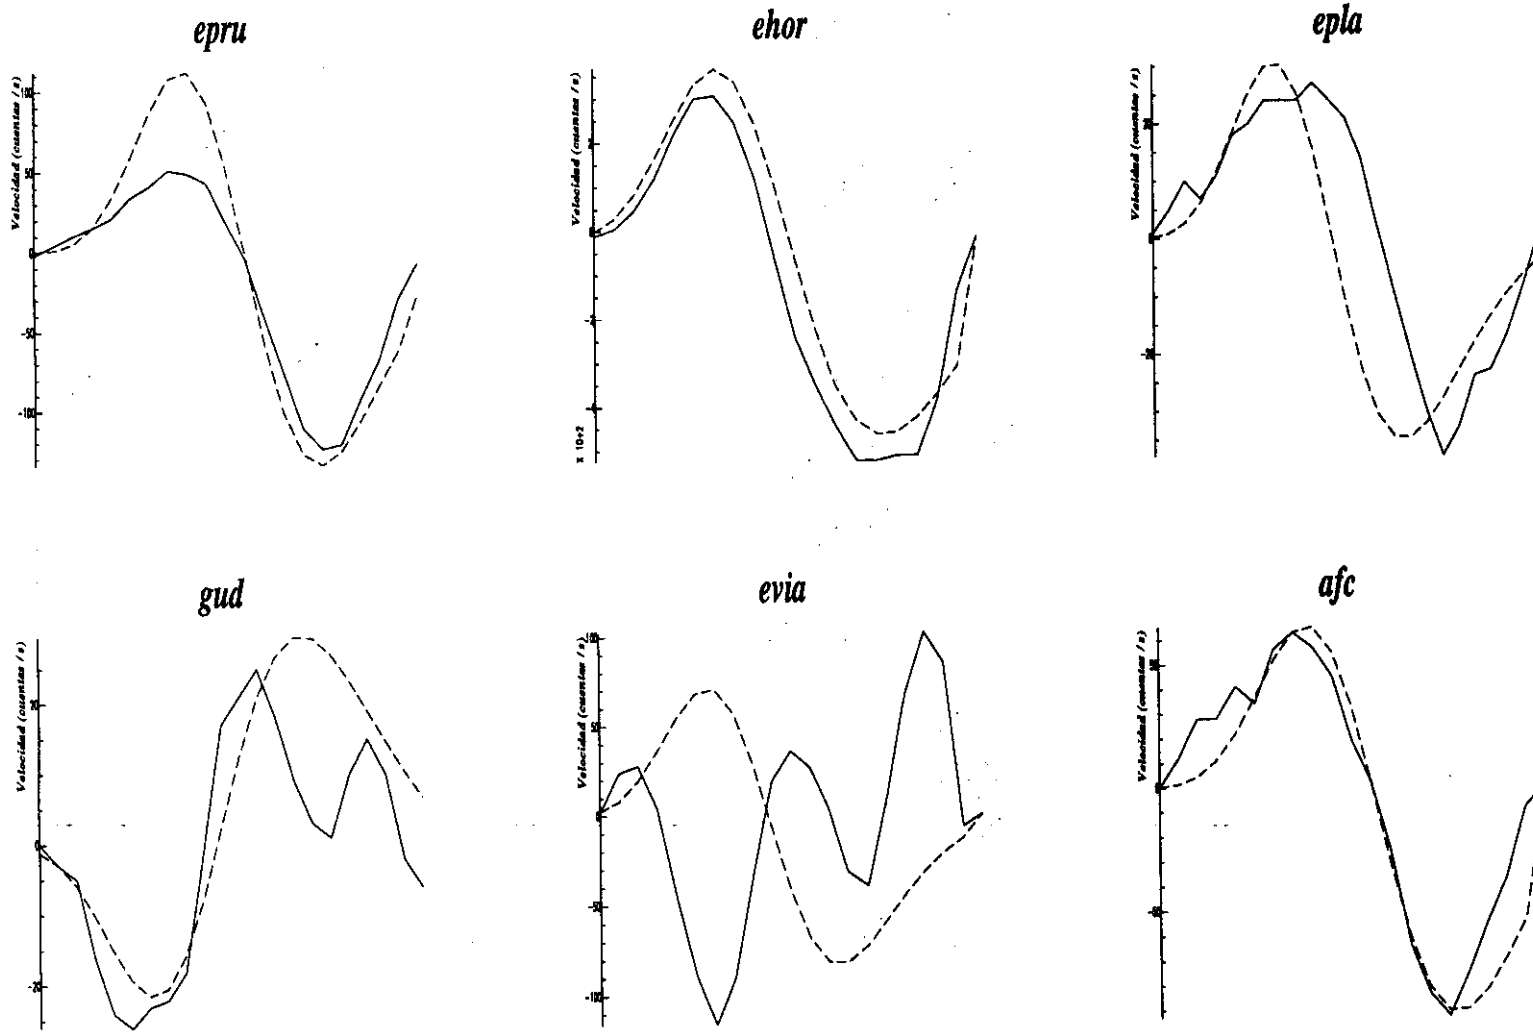 epru
Velocidad (cuentas / s)
100
50
0
-50
-100
ehor
Velocidad (cuentas / s)
2
0
-2
-4
x 10+2
epla
Velocidad (cuentas / s)
20
0
-20
gud
Velocidad (cuentas / s)
20
0
-20
evia
Velocidad (cuentas / s)
100
50
0
-50
-100
afc
Velocidad (cuentas / s)
50
0
-50